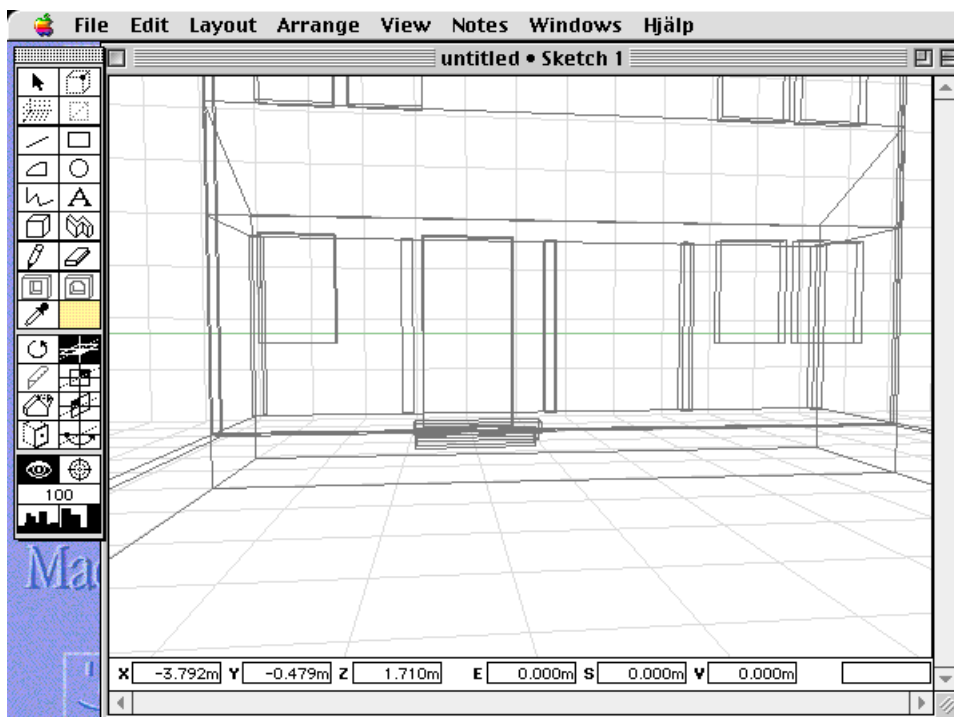 File Edit Layout Arrange View Notes Windows Hjälp
untitled • Sketch 1
A
100
Mac
X -3.792m Y -0.479m Z 1.710m E 0.000m S 0.000m V 0.000m